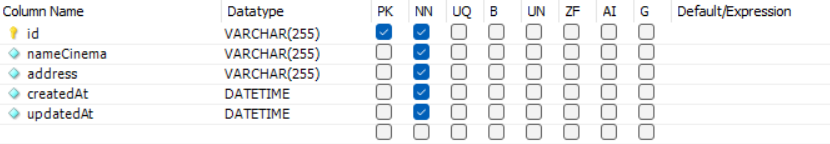 Column Name Datatype PK NN UQ B UN ZF AI G Default/Expression
id VARCHAR(255)
nameCinema VARCHAR(255)
address VARCHAR(255)
createdAt DATETIME
updatedAt DATETIME